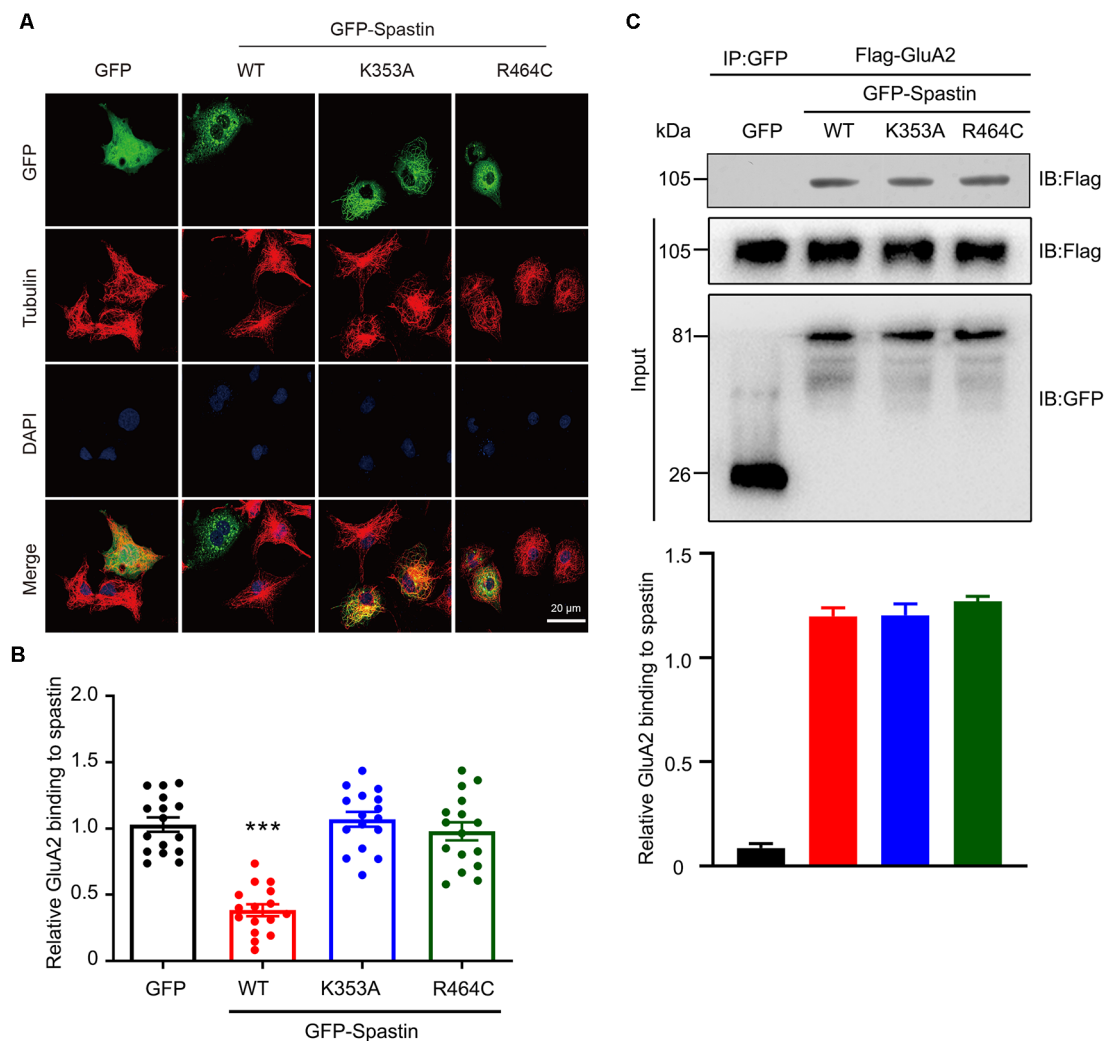 A
GFP-Spastin
GFP
WT
K353A
R464C
GFP
Tubulin
DAPI
Merge
20 µm
B
Relative GluA2 binding to spastin
2.0
1.5
1.0
0.5
0
***
GFP
WT
K353A
R464C
GFP-Spastin
C
IP:GFP
Flag-GluA2
GFP-Spastin
kDa
GFP
WT
K353A
R464C
105
IB:Flag
105
IB:Flag
Input
81
26
IB:GFP
Relative GluA2 binding to spastin
1.5
1.0
0.5
0